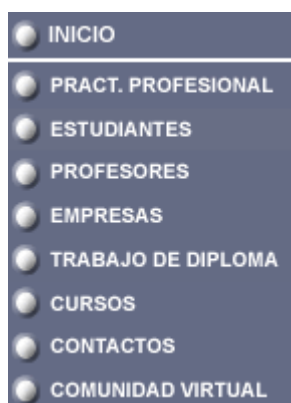 INICIO
PRACT. PROFESIONAL
ESTUDIANTES
PROFESORES
EMPRESAS
TRABAJO DE DIPLOMA
CURSOS
CONTACTOS
COMUNIDAD VIRTUAL